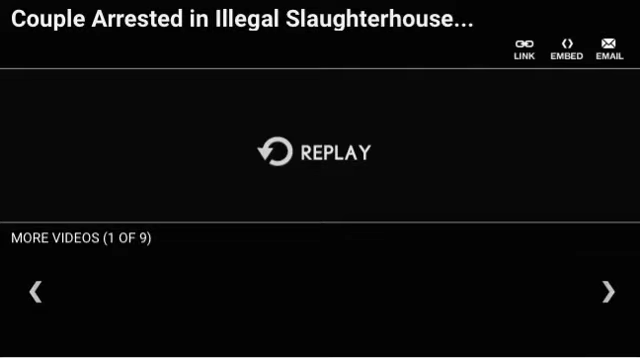 Couple Arrested in Illegal Slaughterhouse...
LINK EMBED EMAIL
REPLAY
MORE VIDEOS (1 OF 9)